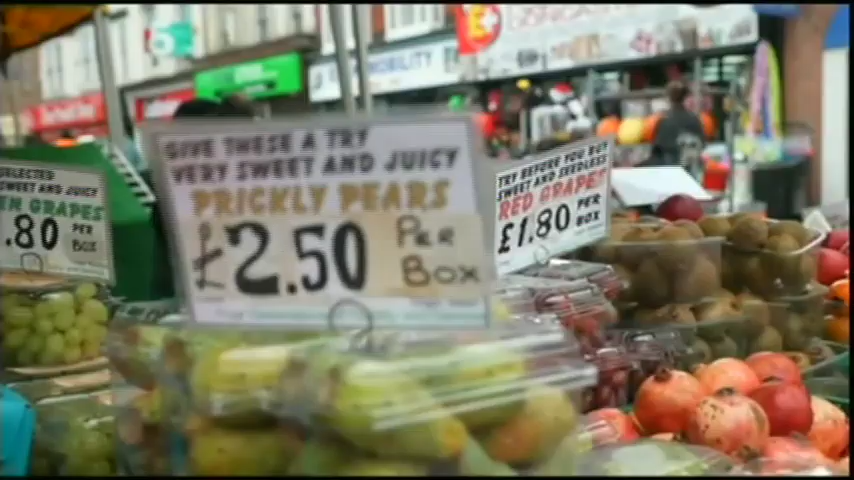 SELECTED
SWEET AND JUICY
EN GRAPES
.80 PER
BOX
GIVE THESE A TRY
VERY SWEET AND JUICY
PRICKLY PEARS
£2.50 Per
Box
TRY BEFORE YOU BUY
SWEET AND SEEDLESS
RED GRAPES
£1.80 PER
BOX
MOBILITY